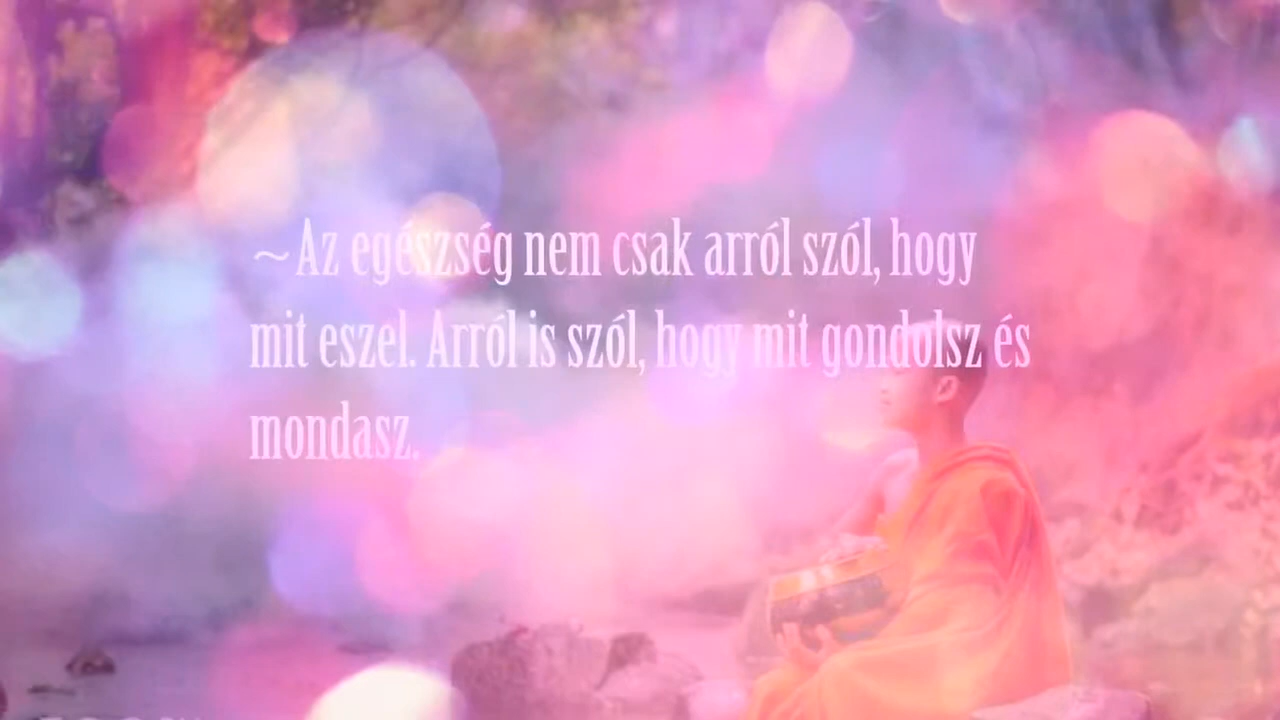 ~Az egészség nem csak arról szól, hogy
mit eszel. Arról is szól, hogy mit gondolsz és
mondasz.